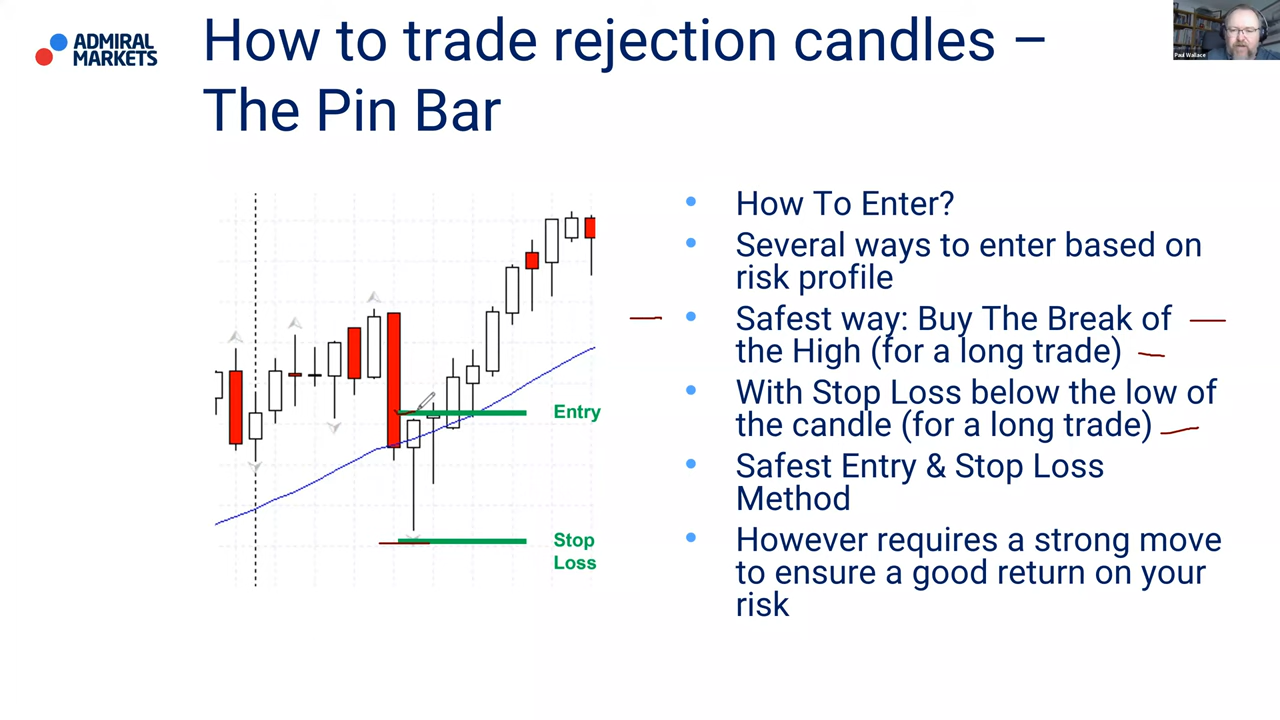 ADMIRAL
MARKETS
How to trade rejection candles –
The Pin Bar
Paul Wallace
Entry
Stop
Loss
• How To Enter?
• Several ways to enter based on
risk profile
• Safest way: Buy The Break of
the High (for a long trade)
• With Stop Loss below the low of
the candle (for a long trade)
• Safest Entry & Stop Loss
Method
• However requires a strong move
to ensure a good return on your
risk